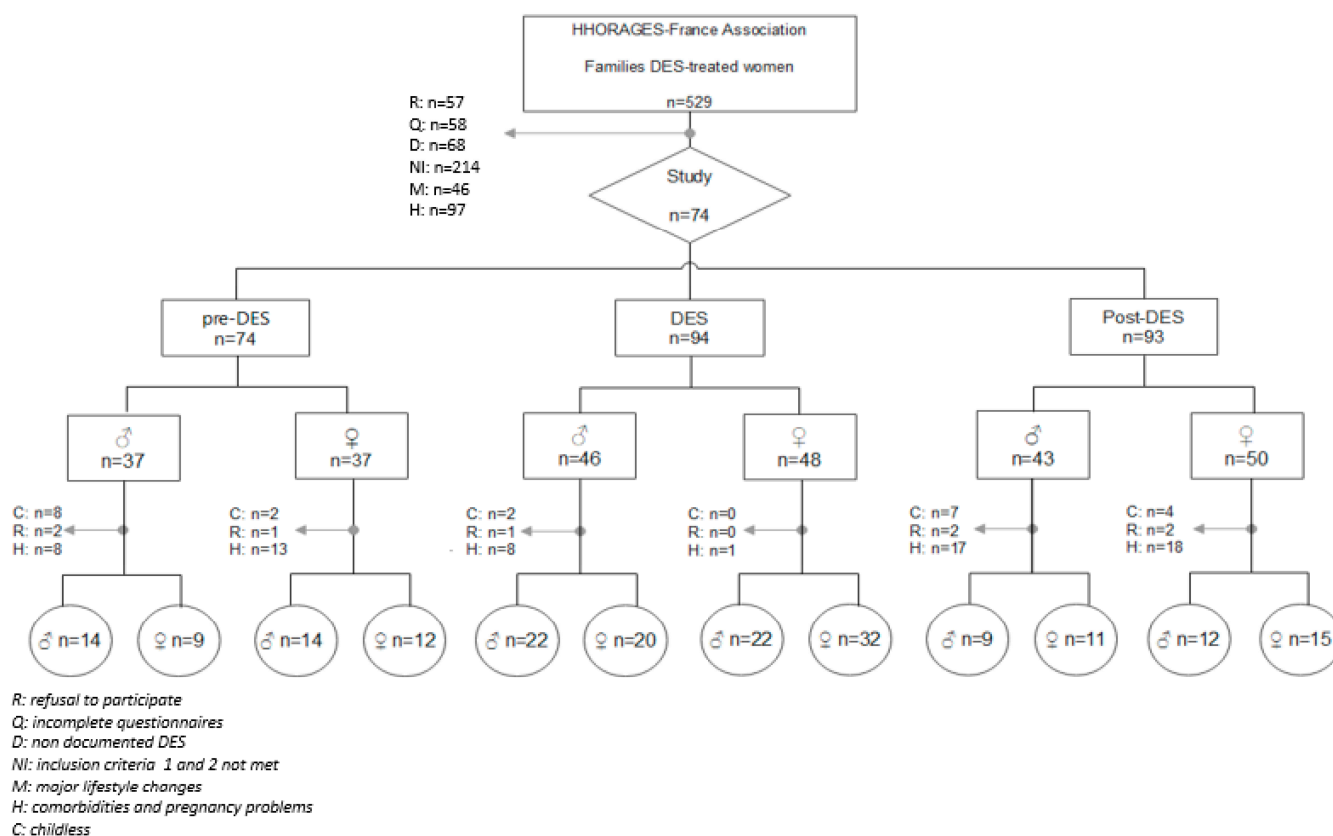 HHORAGES-France Association
Families DES-treated women
n=529
R: n=57
Q: n=58
D: n=68
NI: n=214
M: n=46
H: n=97
Study
n=74
pre-DES
n=74
DES
n=94
Post-DES
n=93
♂
n=37
♀
n=37
♂
n=46
♀
n=48
♂
n=43
♀
n=50
C: n=8
R: n=2
H: n=8
C: n=2
R: n=1
H: n=13
C: n=2
R: n=1
H: n=8
C: n=0
R: n=0
H: n=1
C: n=7
R: n=2
H: n=17
C: n=4
R: n=2
H: n=18
♂ n=14
♀ n=9
♂ n=14
♀ n=12
♂ n=22
♀ n=20
♂ n=22
♀ n=32
♂ n=9
♀ n=11
♂ n=12
♀ n=15
R: refusal to participate
Q: incomplete questionnaires
D: non documented DES
NI: inclusion criteria 1 and 2 not met
M: major lifestyle changes
H: comorbidities and pregnancy problems
C: childless